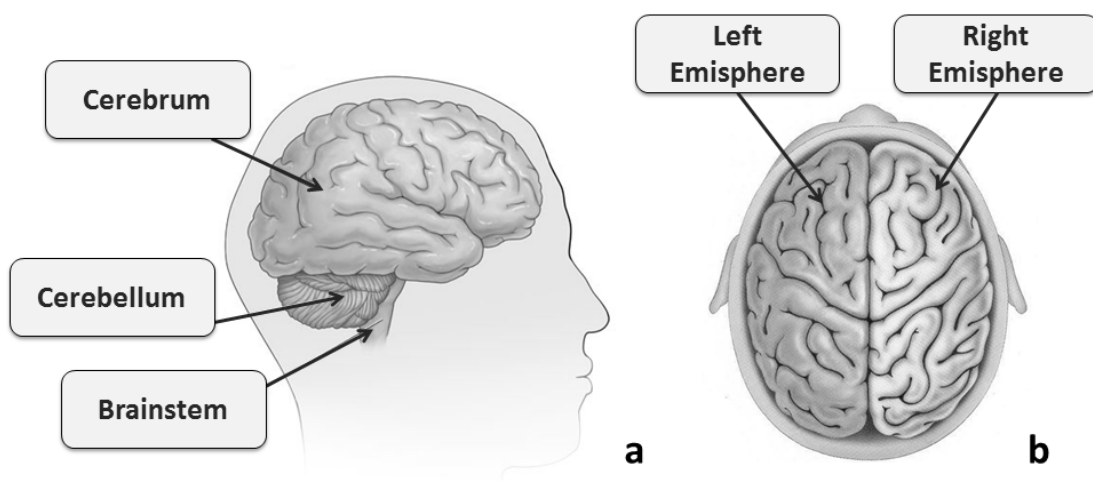 Cerebrum
Cerebellum
Brainstem
a
Left
Emisphere
Right
Emisphere
b